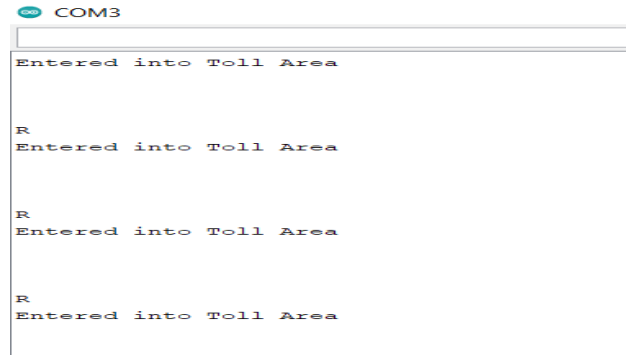 COM3
Entered into Toll Area
R
Entered into Toll Area
R
Entered into Toll Area
R
Entered into Toll Area